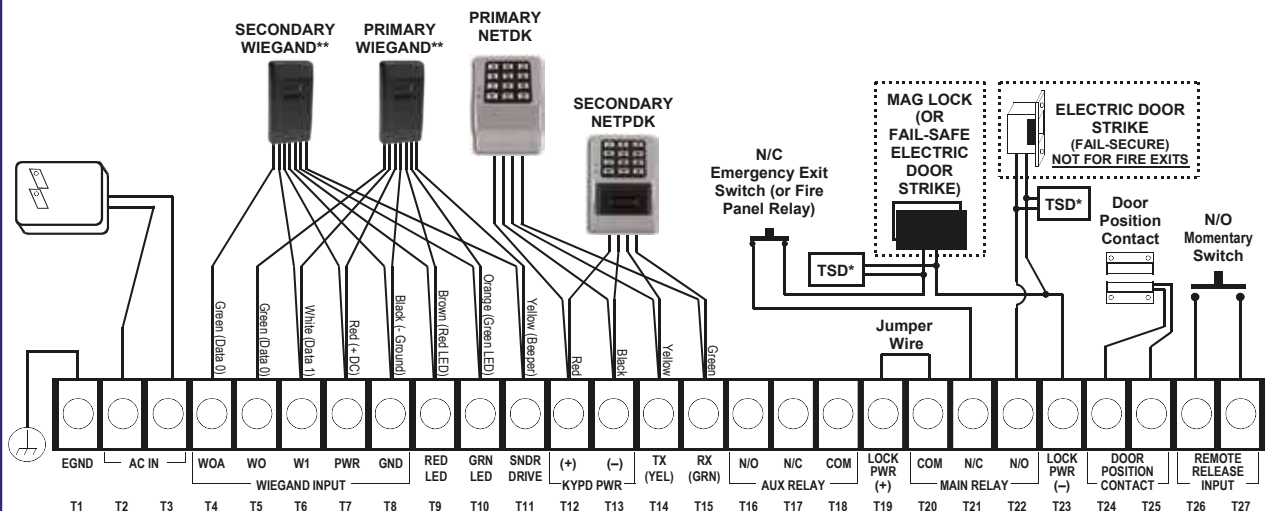 SECONDARY
WIEGAND**
PRIMARY
WIEGAND**
PRIMARY
NETDK
SECONDARY
NETPDK
N/C
Emergency Exit
Switch (or Fire
Panel Relay)
MAG LOCK
(OR
FAIL-SAFE
ELECTRIC
DOOR
STRIKE)
ELECTRIC DOOR
STRIKE
(FAIL-SECURE)
NOT FOR FIRE EXITS
TSD*
TSD*
Door
Position
Contact
N/O
Momentary
Switch
Jumper
Wire
Green (Data 0)
Green (Data 0)
White (Data 1)
Red (+ DC)
Black (- Ground)
Brown (Red LED)
Orange (Green LED)
Yellow (Beeper)
Red
Black
Yellow
Green
EGND
AC IN
WOA
WO
W1
PWR
GND
WIEGAND INPUT
RED
LED
GRN
LED
SNDR
DRIVE
(+)
(–)
KYPD PWR
TX
(YEL)
RX
(GRN)
N/O
N/C
COM
AUX RELAY
LOCK
PWR
(+)
COM
N/C
N/O
MAIN RELAY
LOCK
PWR
(–)
DOOR
POSITION
CONTACT
REMOTE
RELEASE
INPUT
T1 T2 T3 T4 T5 T6 T7 T8 T9 T10 T11 T12 T13 T14 T15 T16 T17 T18 T19 T20 T21 T22 T23 T24 T25 T26 T27